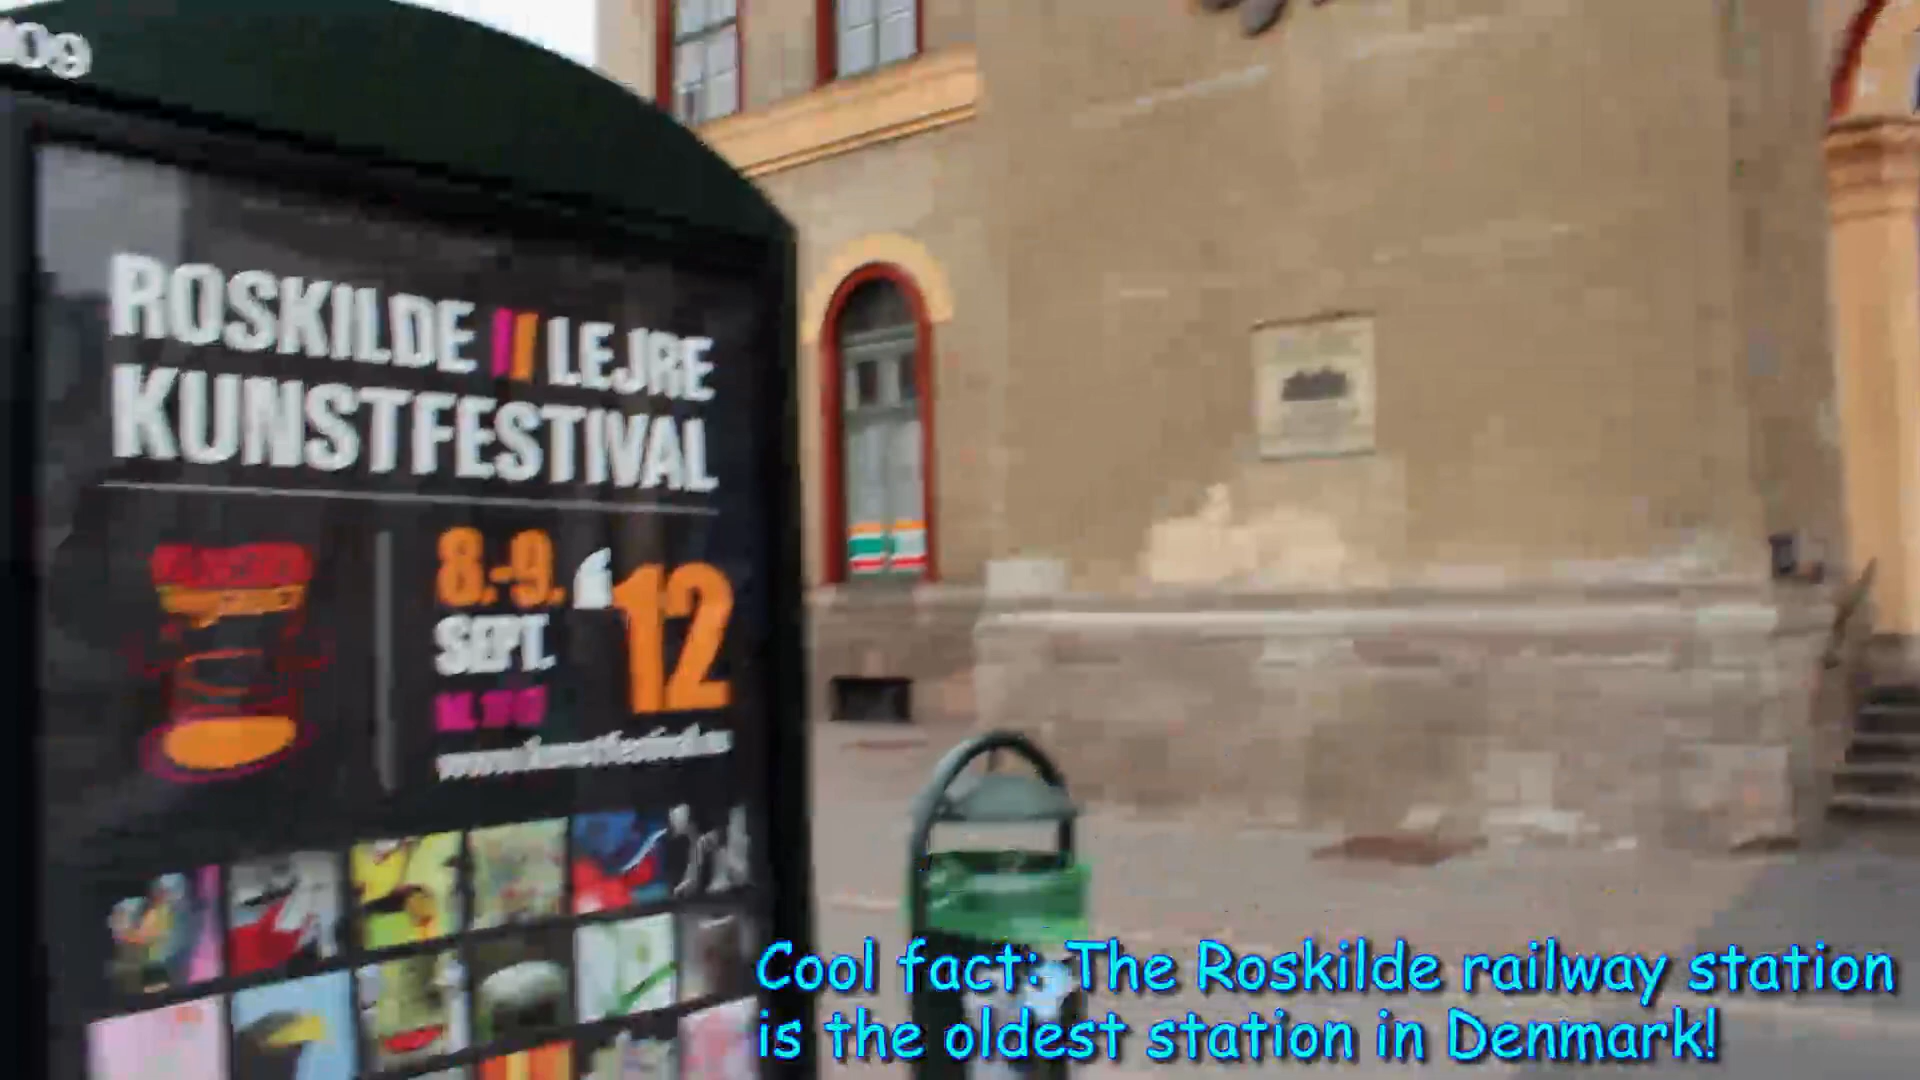 09
ROSKILDE // LEJRE
KUNSTFESTIVAL
8.-9.
SEPT.
'12
Cool fact: The Roskilde railway station
is the oldest station in Denmark!